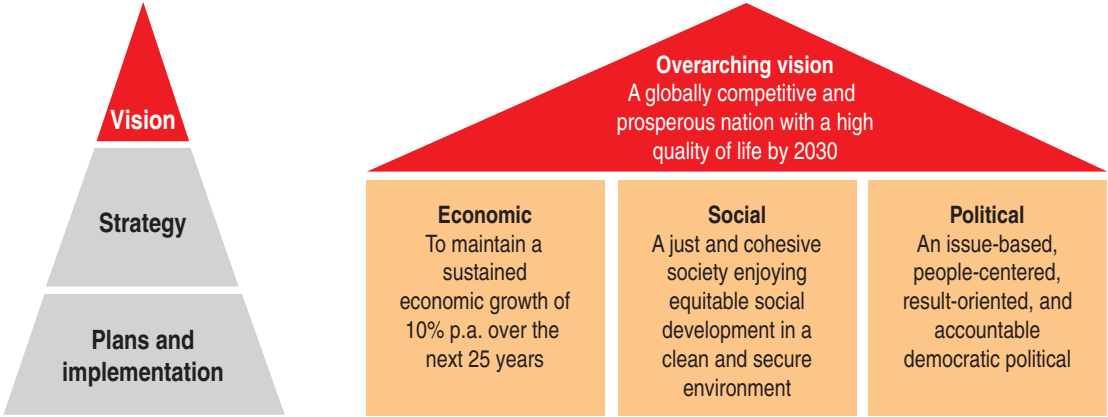 Vision
Strategy
Plans and
implementation
Overarching vision
A globally competitive and
prosperous nation with a high
quality of life by 2030
Economic
To maintain a
sustained
economic growth of
10% p.a. over the
next 25 years
Social
A just and cohesive
society enjoying
equitable social
development in a
clean and secure
environment
Political
An issue-based,
people-centered,
result-oriented, and
accountable
democratic political